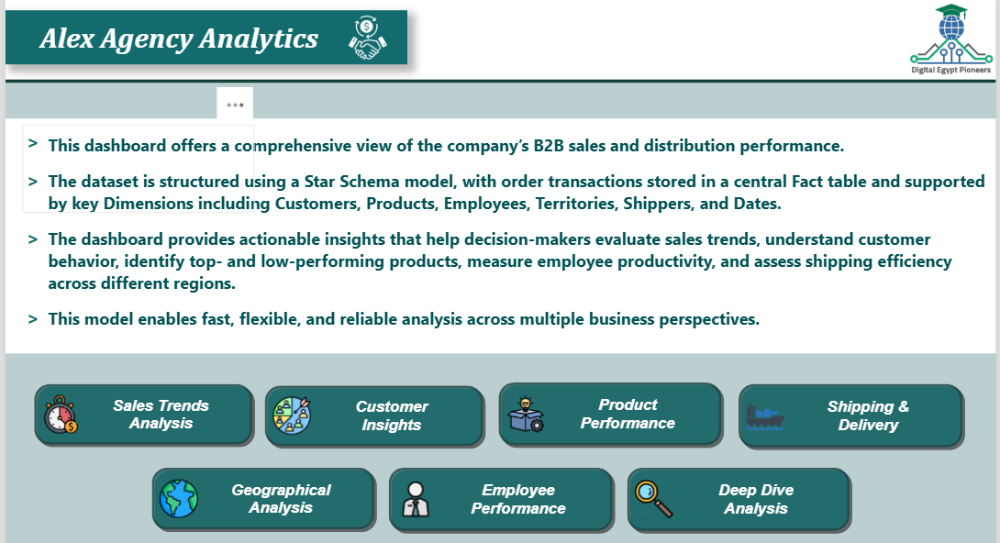 Alex Agency Analytics
Digital Egypt Pioneers
> This dashboard offers a comprehensive view of the company’s B2B sales and distribution performance.
> The dataset is structured using a Star Schema model, with order transactions stored in a central Fact table and supported
by key Dimensions including Customers, Products, Employees, Territories, Shippers, and Dates.
> The dashboard provides actionable insights that help decision-makers evaluate sales trends, understand customer
behavior, identify top- and low-performing products, measure employee productivity, and assess shipping efficiency
across different regions.
> This model enables fast, flexible, and reliable analysis across multiple business perspectives.
Sales Trends
Analysis
Customer
Insights
Product
Performance
Shipping &
Delivery
Geographical
Analysis
Employee
Performance
Deep Dive
Analysis